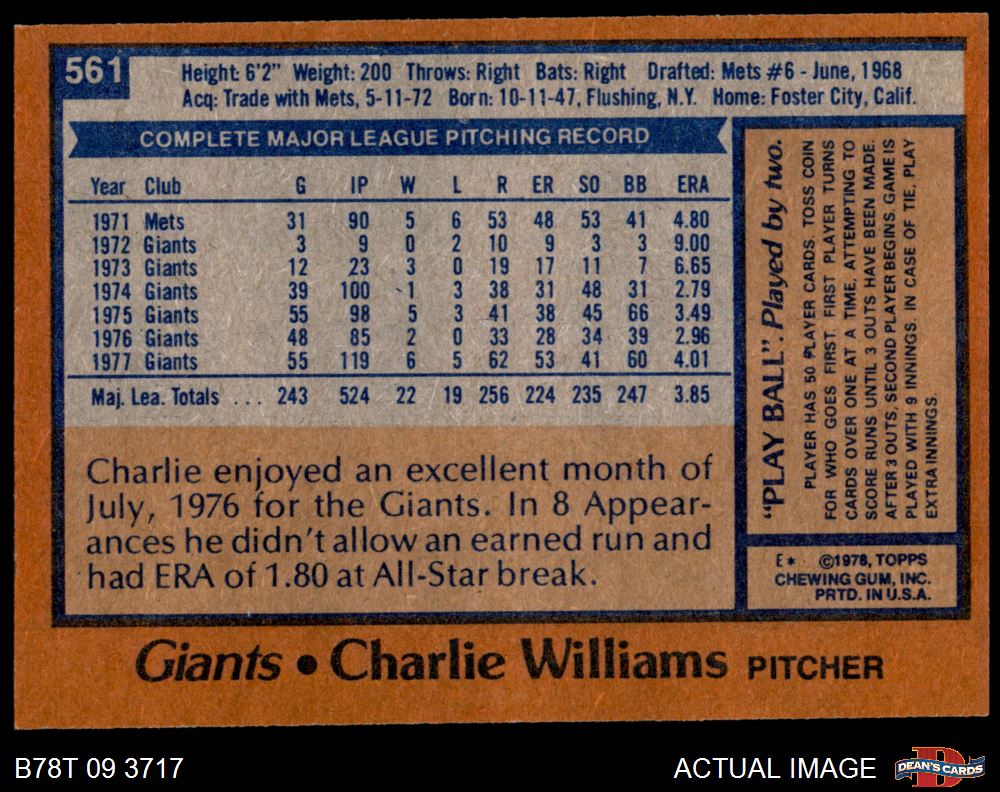 561
Height: 6'2" Weight: 200 Throws: Right Bats: Right Drafted: Mets #6 - June, 1968
Acq: Trade with Mets, 5-11-72 Born: 10-11-47, Flushing, N.Y. Home: Foster City, Calif.
COMPLETE MAJOR LEAGUE PITCHING RECORD
Year Club G IP W L R ER SO BB ERA
1971 Mets 31 90 5 6 53 48 53 41 4.80
1972 Giants 3 9 0 2 10 9 3 3 9.00
1973 Giants 12 23 3 0 19 17 11 7 6.65
1974 Giants 39 100 1 3 38 31 48 31 2.79
1975 Giants 55 98 5 3 41 38 45 66 3.49
1976 Giants 48 85 2 0 33 28 34 39 2.96
1977 Giants 55 119 6 5 62 53 41 60 4.01
Maj. Lea. Totals ... 243 524 22 19 256 224 235 247 3.85
Charlie enjoyed an excellent month of
July, 1976 for the Giants. In 8 Appear-
ances he didn't allow an earned run and
had ERA of 1.80 at All-Star break.
"PLAY BALL". Played by two.
PLAYER HAS 50 PLAYER CARDS. TOSS COIN
FOR WHO GOES FIRST. FIRST PLAYER TURNS
CARDS OVER ONE AT A TIME, ATTEMPTING TO
SCORE RUNS UNTIL 3 OUTS HAVE BEEN MADE.
AFTER 3 OUTS, SECOND PLAYER BEGINS. GAME IS
PLAYED WITH 9 INNINGS. IN CASE OF TIE, PLAY
EXTRA INNINGS.
E* ©1978, TOPPS
CHEWING GUM, INC.
PRTD. IN U.S.A.
Giants • Charlie Williams PITCHER
B78T 09 3717
ACTUAL IMAGE
DEAN'S CARDS